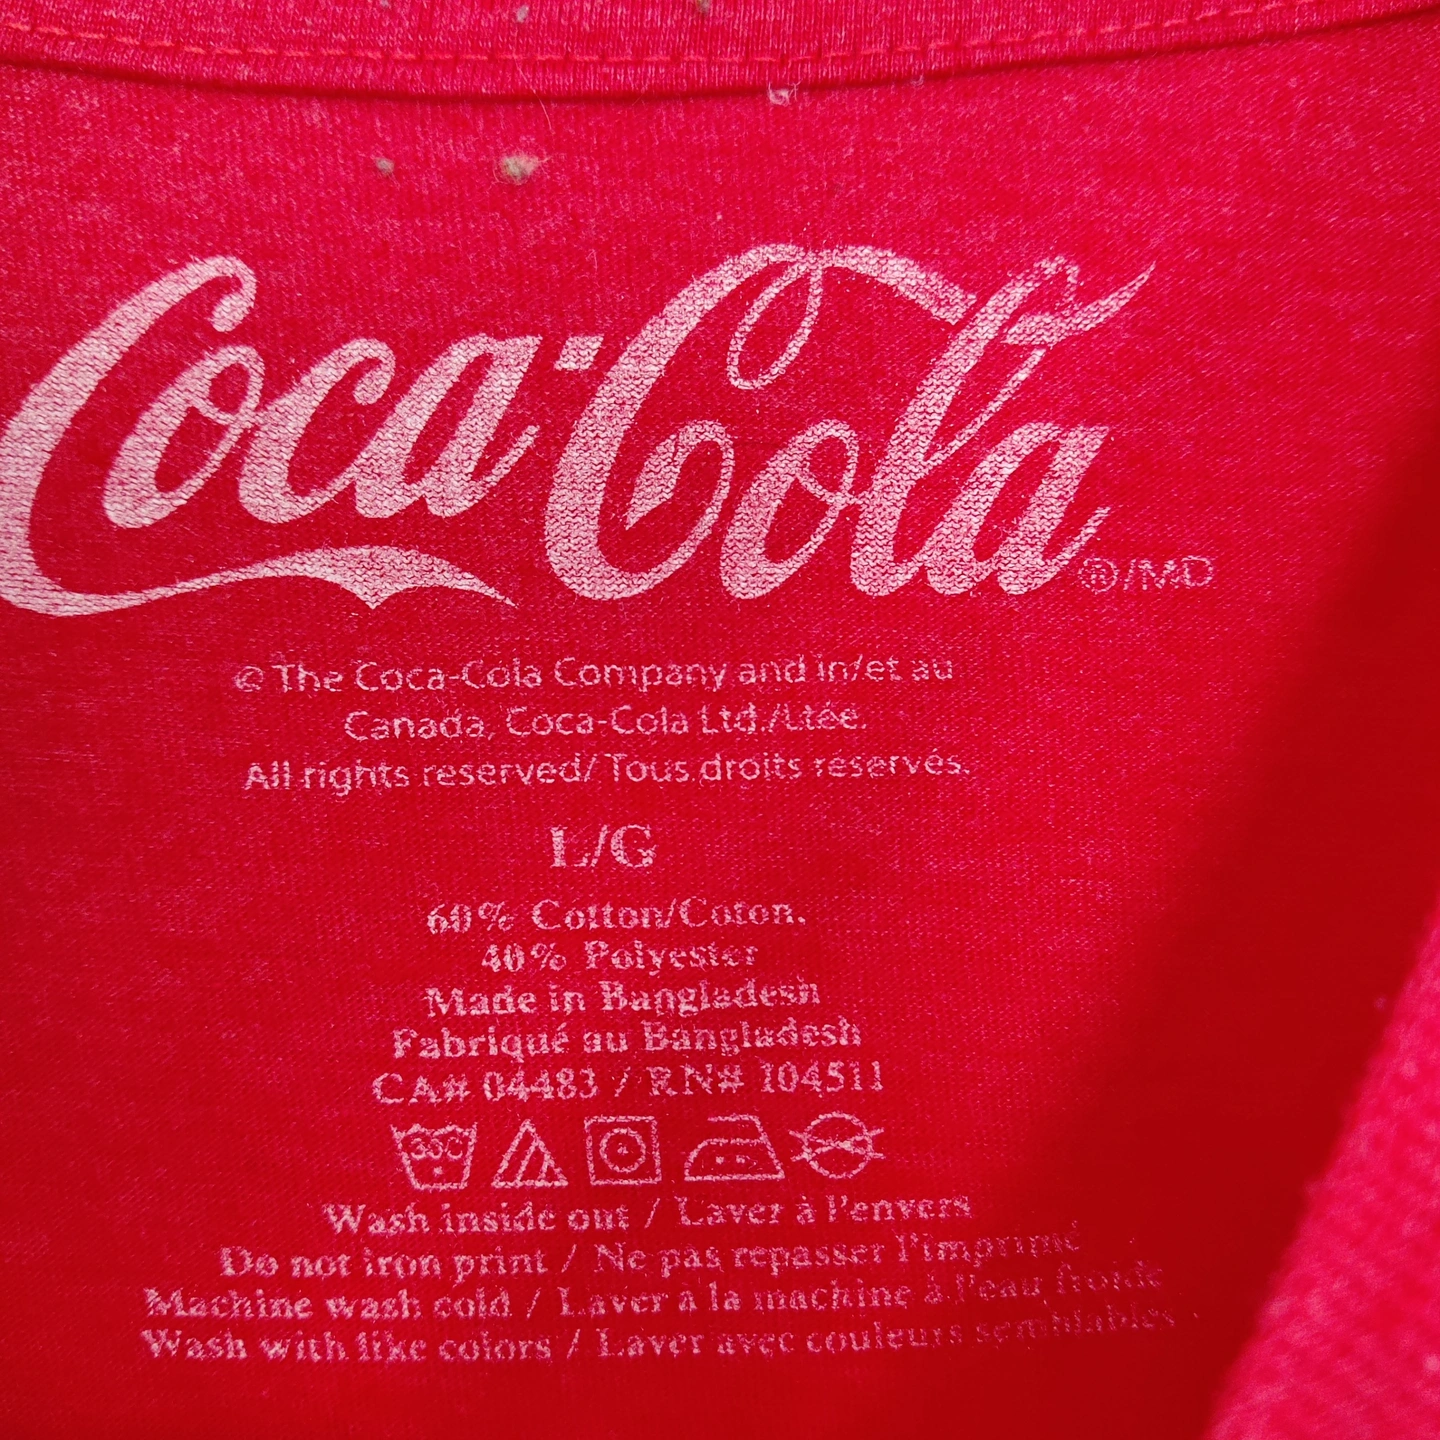 Coca-Cola ®/MD
© The Coca-Cola Company and in/et au
Canada, Coca-Cola Ltd./Ltée.
All rights reserved/ Tous droits réservés.
L/G
60% Cotton/Coton.
40% Polyester
Made in Bangladesh
Fabriqué au Bangladesh
CA# 04483 / RN# 104511
30C
Wash inside out / Laver à l'envers
Do not iron print / Ne pas repasser l'imprimé
Machine wash cold / Laver à la machine à l'eau froide
Wash with like colors / Laver avec couleurs semblables